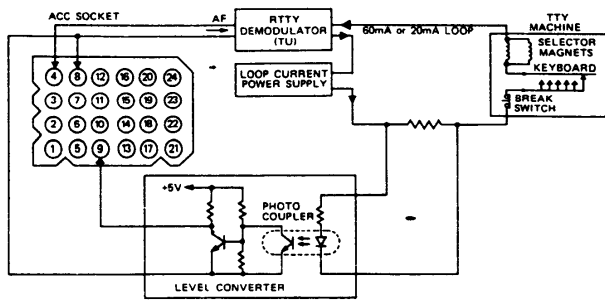 ACC SOCKET
AF
RTTY
DEMODULATOR
(TU)
60mA or 20mA LOOP
TTY
MACHINE
SELECTOR
MAGNETS
KEYBOARD
BREAK
SWITCH
LOOP CURRENT
POWER SUPPLY
4 8 12 16 20 24
3 7 11 15 19 23
2 6 10 14 18 22
1 5 9 13 17 21
+5V
PHOTO
COUPLER
LEVEL CONVERTER